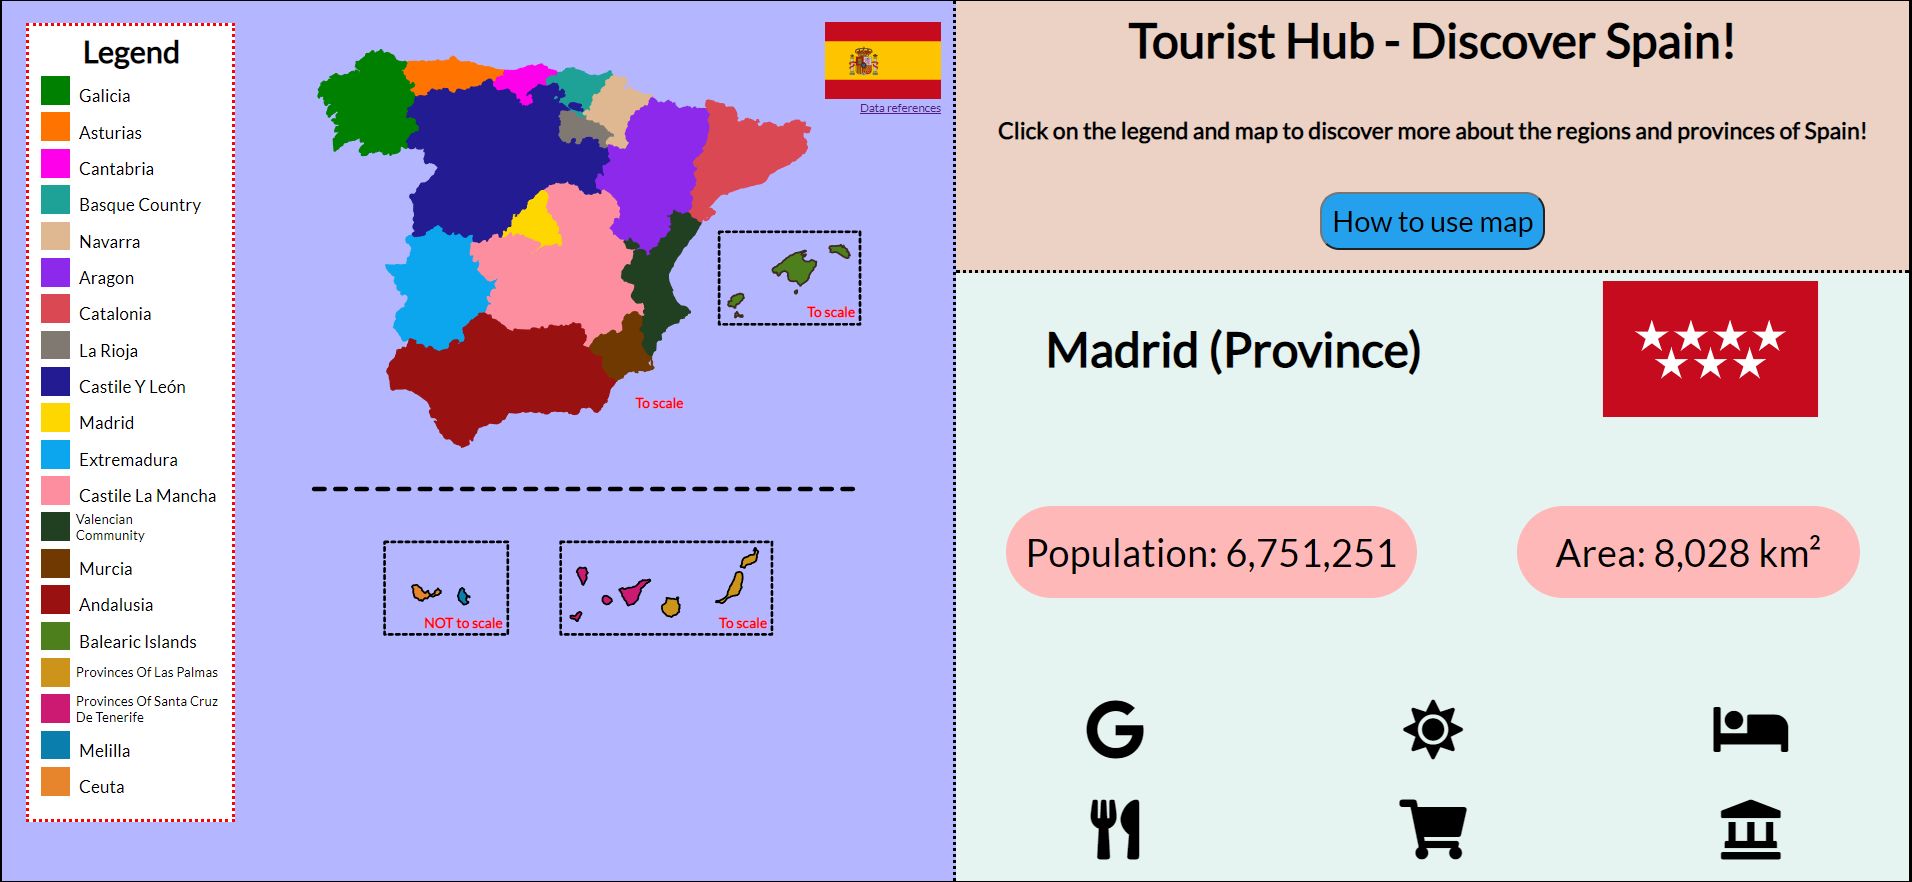 Legend
Galicia
Asturias
Cantabria
Basque Country
Navarra
Aragon
Catalonia
La Rioja
Castile Y León
Madrid
Extremadura
Castile La Mancha
Valencian
Community
Murcia
Andalusia
Balearic Islands
Provinces Of Las Palmas
Provinces Of Santa Cruz
De Tenerife
Melilla
Ceuta
Data references
To scale
To scale
NOT to scale
To scale
Tourist Hub - Discover Spain!
Click on the legend and map to discover more about the regions and provinces of Spain!
How to use map
Madrid (Province)
Population: 6,751,251
Area: 8,028 km²